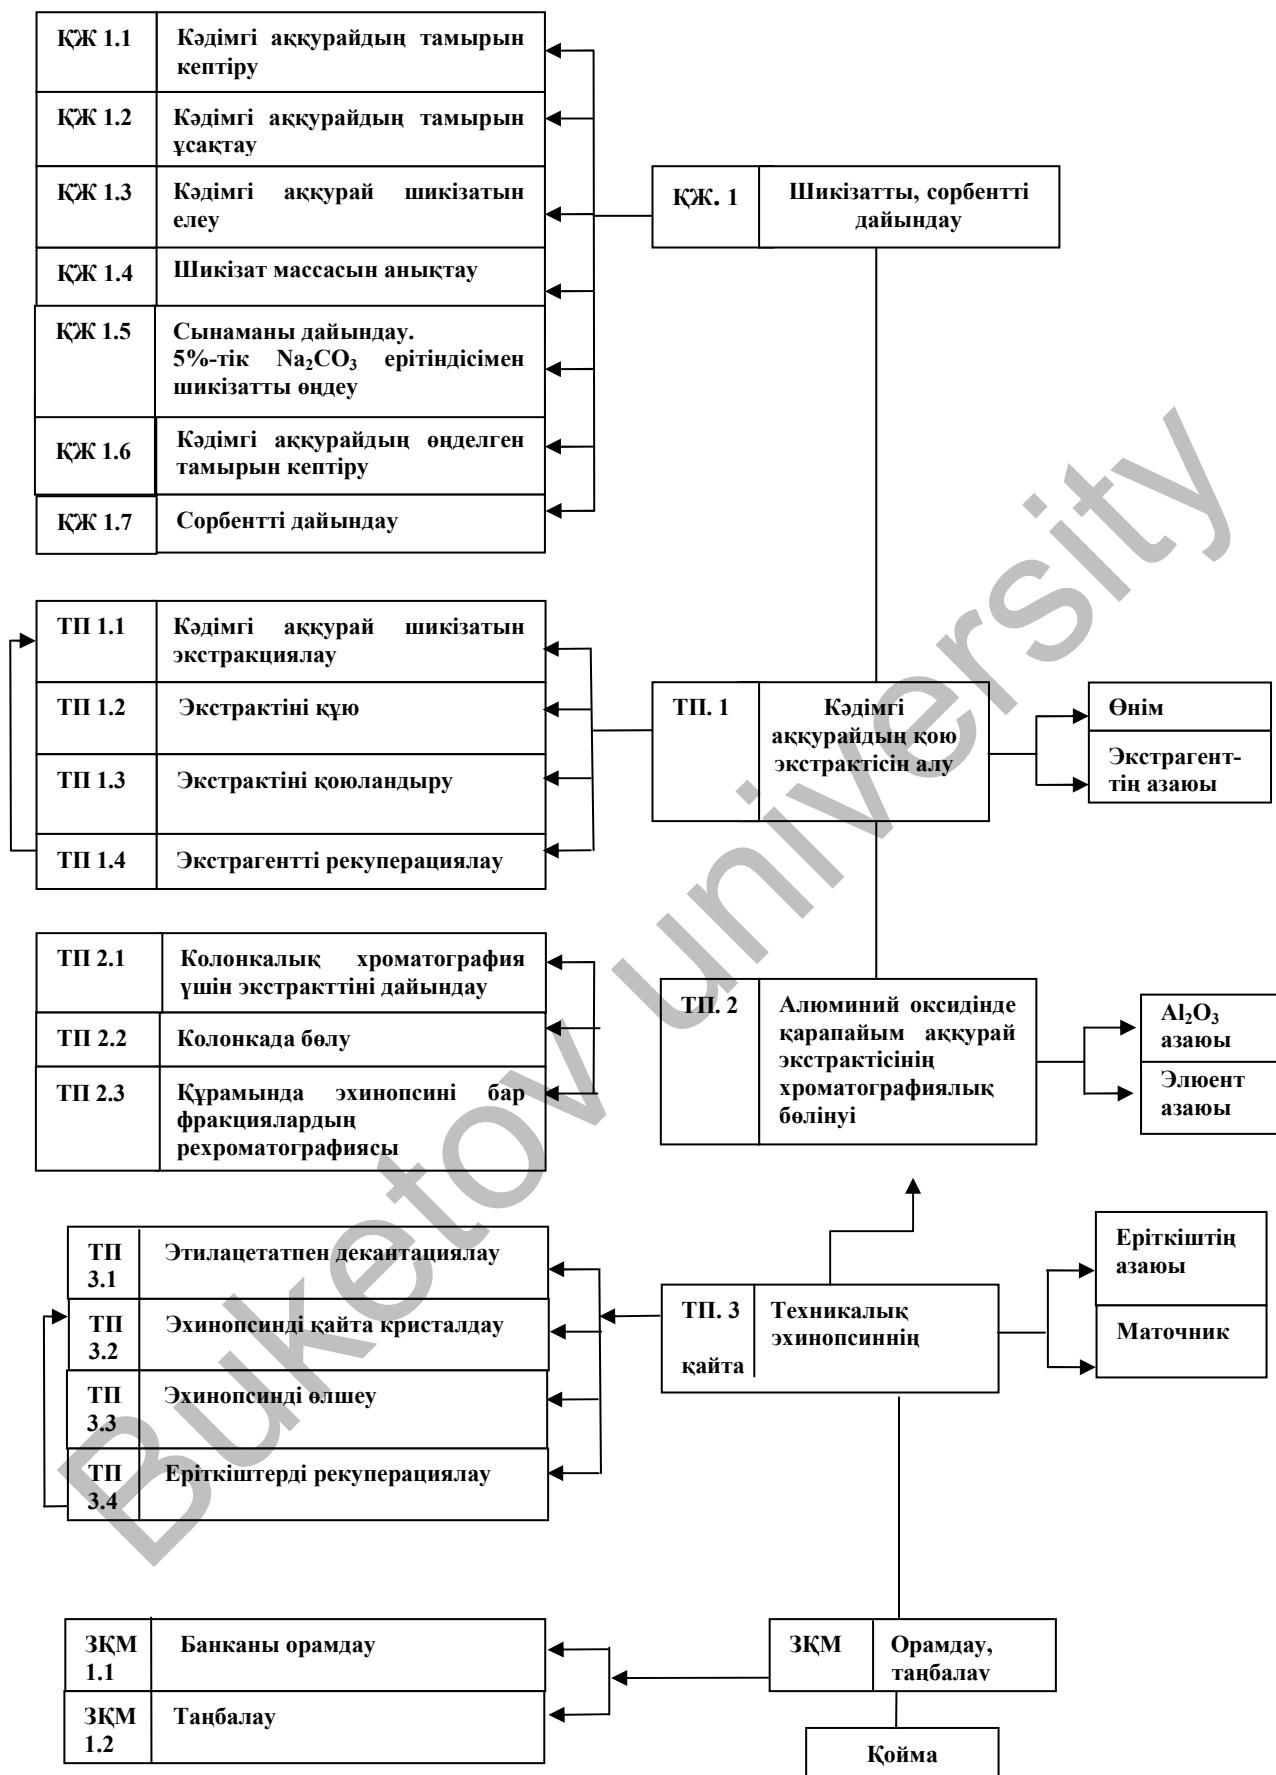 ҚЖ 1.1 Кәдімгі аққурайдың тамырын
кептіру
ҚЖ 1.2 Кәдімгі аққурайдың тамырын
ұсақтау
ҚЖ 1.3 Кәдімгі аққурай шикізатын
елеу
ҚЖ 1.4 Шикізат массасын анықтау
ҚЖ 1.5 Сынаманы дайындау.
5%-тік Na₂CO₃ ерітіндісімен
шикізатты өңдеу
ҚЖ 1.6 Кәдімгі аққурайдың өңделген
тамырын кептіру
ҚЖ 1.7 Сорбентті дайындау
ҚЖ. 1 Шикізатты, сорбентті
дайындау
ТП 1.1 Кәдімгі аққурай шикізатын
экстракциялау
ТП 1.2 Экстрактіні құю
ТП 1.3 Экстрактіні қоюландыру
ТП 1.4 Экстрагентті рекуперациялау
ТП. 1 Кәдімгі
аққурайдың қою
экстрактісін алу
Өнім
Экстрагент-
тің азаюы
ТП 2.1 Колонкалық хроматография
үшін экстракттіні дайындау
ТП 2.2 Колонкада бөлу
ТП 2.3 Құрамында эхинопсині бар
фракциялардың
рехроматографиясы
ТП. 2 Алюминий оксидінде
қарапайым аққурай
экстрактісінің
хроматографиялық
бөлінуі
Al₂O₃
азаюы
Элюент
азаюы
ТП
3.1 Этилацетатпен декантациялау
ТП
3.2 Эхинопсинді қайта кристалдау
ТП
3.3 Эхинопсинді өлшеу
ТП
3.4 Еріткіштерді рекуперациялау
ТП. 3 Техникалық
эхинопсиннің
қайта
Еріткіштің
азаюы
Маточник
ЗҚМ
1.1 Банканы орамдау
ЗҚМ
1.2 Таңбалау
ЗҚМ Орамдау,
таңбалау
Қойма
Buketov university